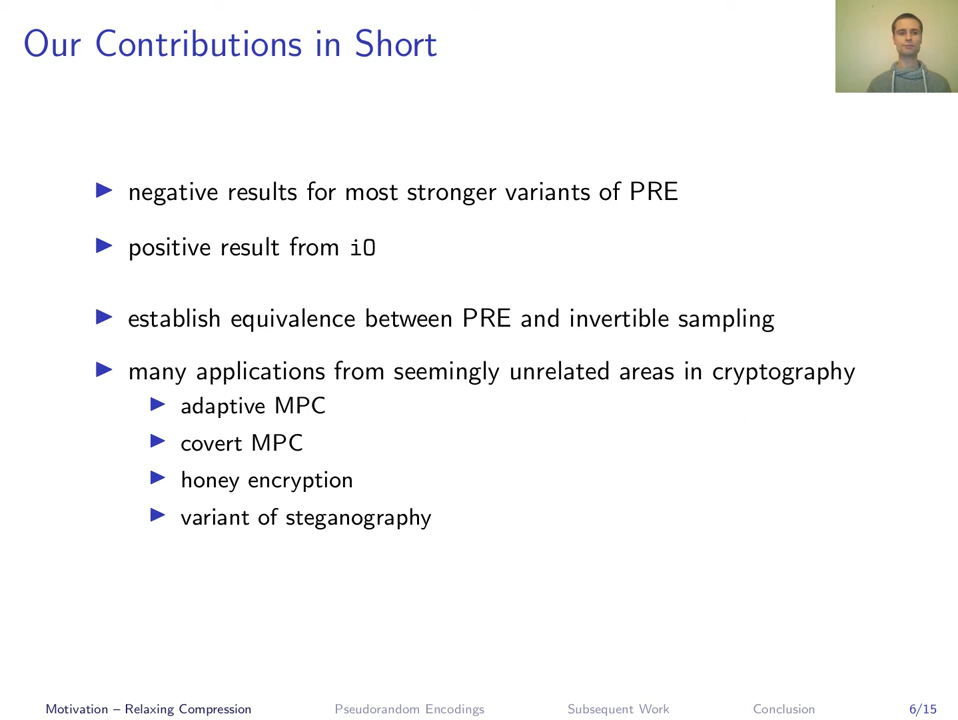 Our Contributions in Short
negative results for most stronger variants of PRE
positive result from iO
establish equivalence between PRE and invertible sampling
many applications from seemingly unrelated areas in cryptography
adaptive MPC
covert MPC
honey encryption
variant of steganography
Motivation – Relaxing Compression Pseudorandom Encodings Subsequent Work Conclusion 6/15